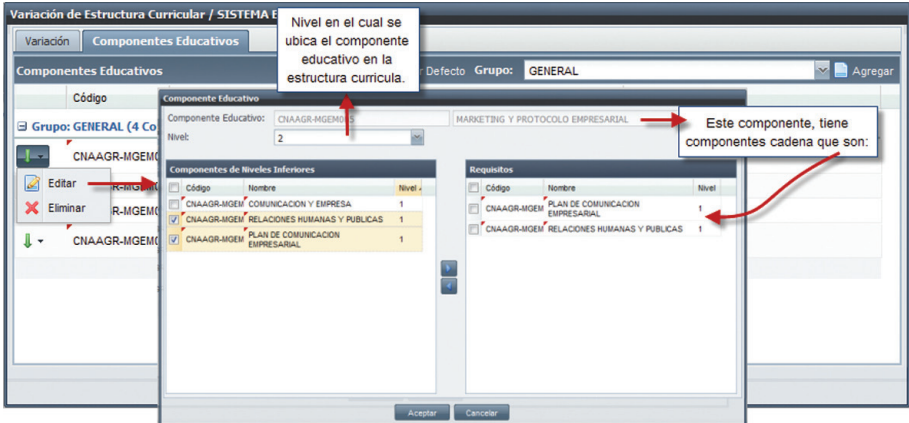 Variación de Estructura Curricular / SISTEMA E
Nivel en el cual se
ubica el componente
educativo en la
estructura curricula.
Variación
Componentes Educativos
Componentes Educativos
Defecto Grupo: GENERAL Agregar
Código
Grupo: GENERAL (4 Co
CNAAGR-MGEM0
Editar
Eliminar
CNAAGR-MGEM0
CNAAGR-MGEM0
Componente Educativo
Componente Educativo: CNAAGR-MGEM005 MARKETING Y PROTOCOLO EMPRESARIAL
Nivel: 2
Este componente, tiene
componentes cadena que son:
Componentes de Niveles Inferiores
Código Nombre Nivel
CNAAGR-MGEM COMUNICACION Y EMPRESA 1
CNAAGR-MGEM RELACIONES HUMANAS Y PUBLICAS 1
CNAAGR-MGEM PLAN DE COMUNICACION
EMPRESARIAL 1
Requisitos
Código Nombre Nivel
CNAAGR-MGEM PLAN DE COMUNICACION
EMPRESARIAL 1
CNAAGR-MGEM RELACIONES HUMANAS Y PUBLICAS 1
Aceptar Cancelar